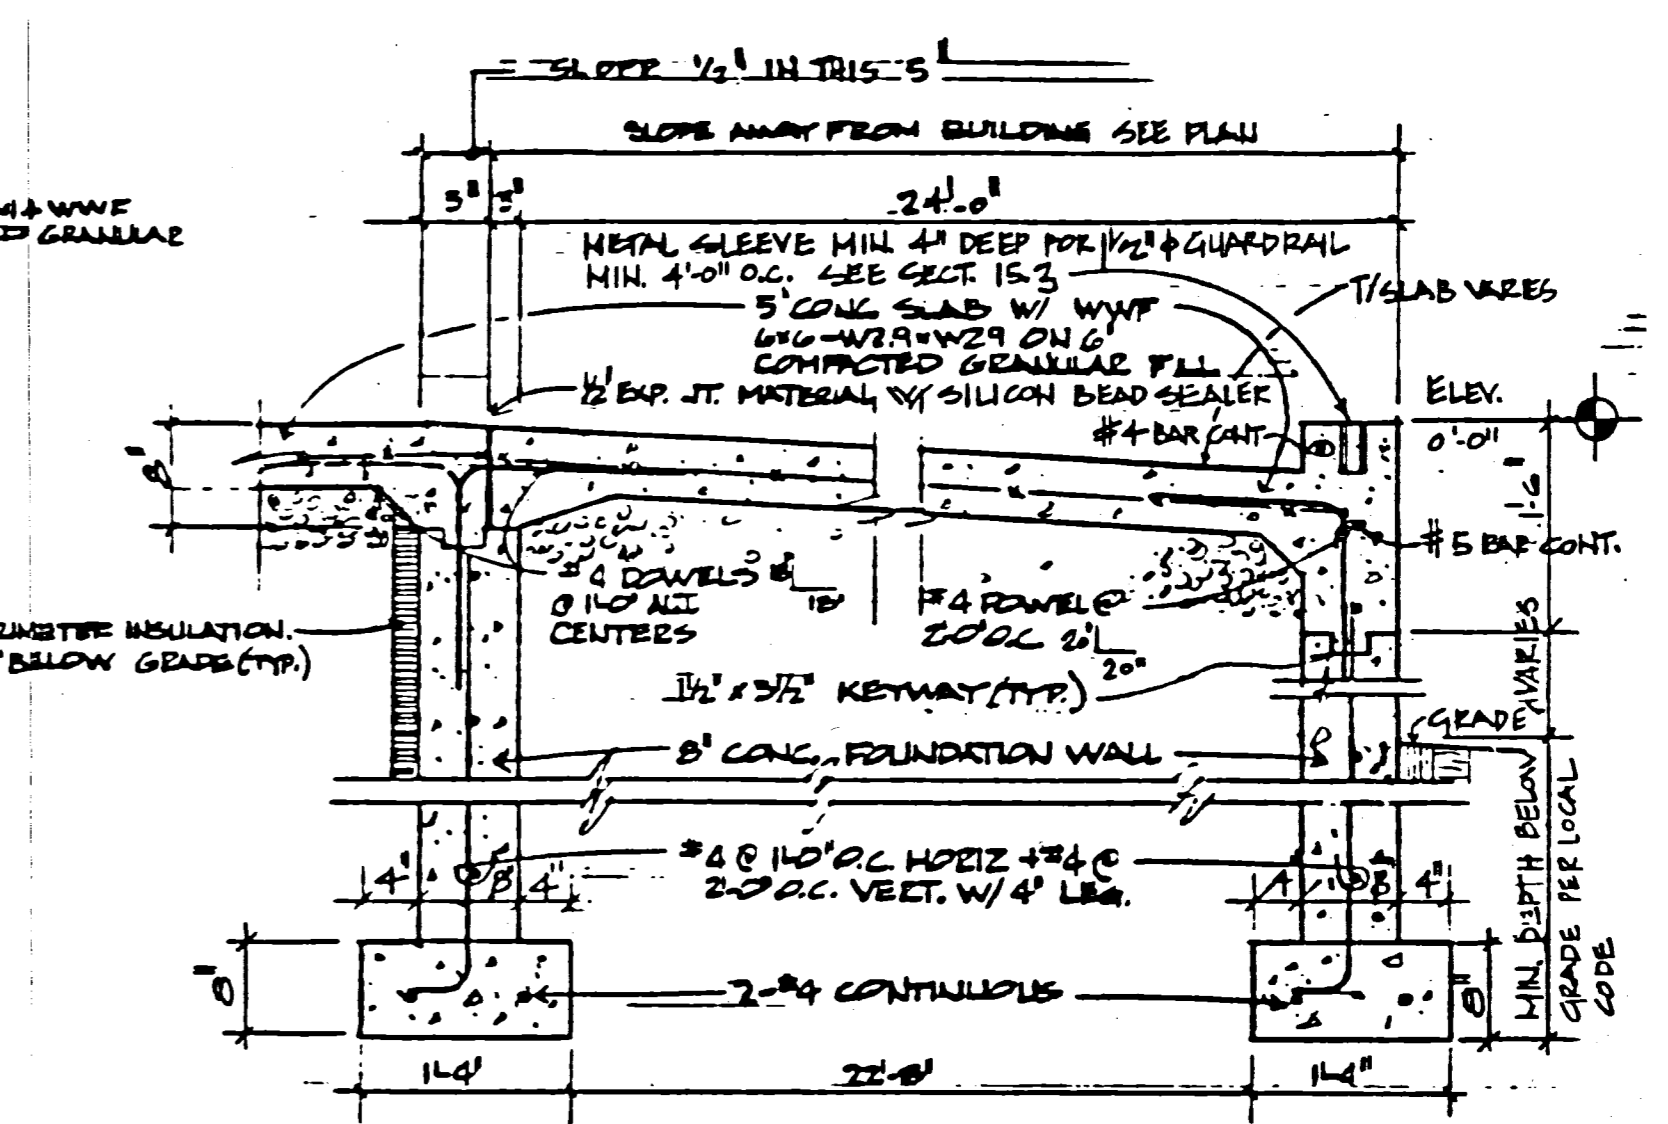 SLOPE 1/2" IN THIS 5"
SLOPE AWAY FROM BUILDING SEE PLAN
5" 3"
24'-0"
WWF
GRANULAR
METAL SLEEVE MIN. 4" DEEP FOR 1 1/2" φ GUARDRAIL
MIN. 4'-0" O.C. SEE SECT. 15.3
T/SLAB VARES
5" CONC SLAB W/ WWF
6x6-W2.9xW2.9 ON 6"
COMPACTED GRANULAR FILL
1/2" EXP. JT. MATERIAL W/ SILICON BEAD SEALER
ELEV.
0'-0"
#4 BAR CONT
8"
1'-6"
#5 BAR CONT.
#4 DOWELS
18"
@ 1'-0" ALT
CENTERS
#4 DOWEL @
2'-0" O.C. 20"
20"
INSULATION.
BELOW GRADE (TYP.)
1 1/2" x 3 1/2" KEYWAY (TYP.)
VARIES
GRADE
8" CONC. FOUNDATION WALL
#4 @ 1'-0" O.C. HORIZ + #4 @
2'-0" O.C. VERT. W/ 4" LEG.
4" 8 4"
4 8 4"
MIN. DEPTH BELOW
GRADE PER LOCAL
CODE
8"
2-#4 CONTINUOUS
8"
1'-4" 22'-8" 1'-4"